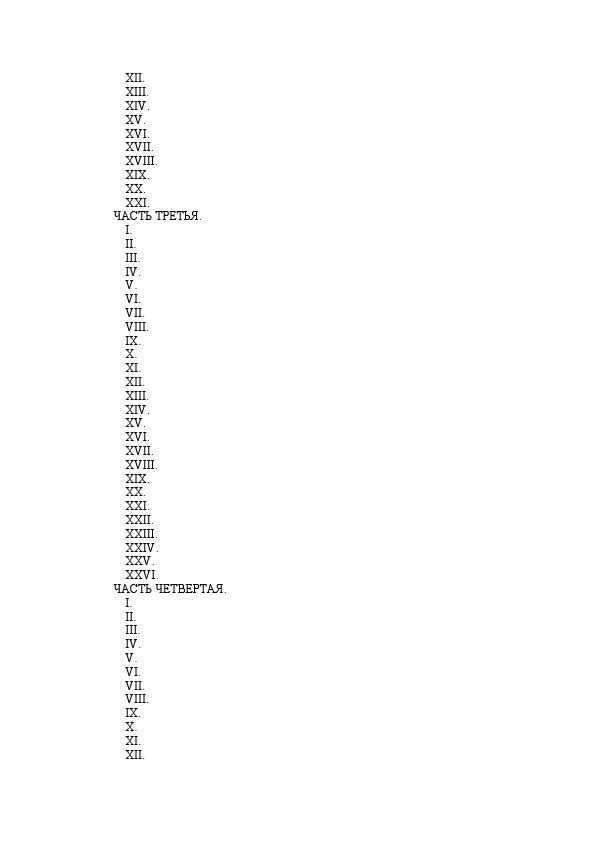 XII.
XIII.
XIV.
XV.
XVI.
XVII.
XVIII.
XIX.
XX.
XXI.
ЧАСТЬ ТРЕТЬЯ.
I.
II.
III.
IV.
V.
VI.
VII.
VIII.
IX.
X.
XI.
XII.
XIII.
XIV.
XV.
XVI.
XVII.
XVIII.
XIX.
XX.
XXI.
XXII.
XXIII.
XXIV.
XXV.
XXVI.
ЧАСТЬ ЧЕТВЕРТАЯ.
I.
II.
III.
IV.
V.
VI.
VII.
VIII.
IX.
X.
XI.
XII.